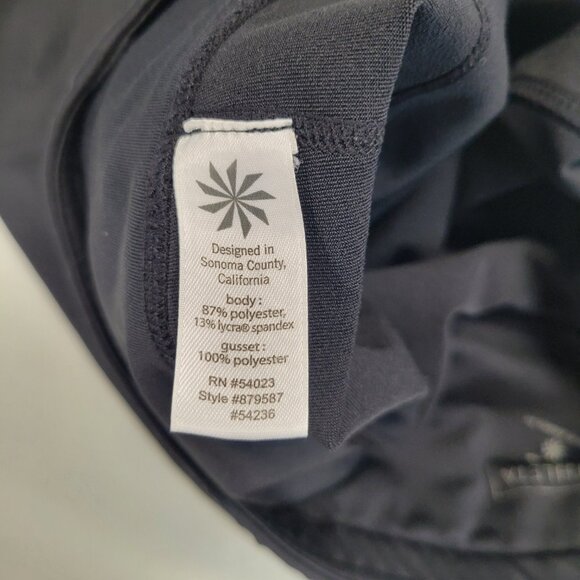 Designed in
Sonoma County,
California
body :
87% polyester,
13% lycra® spandex
gusset :
100% polyester
RN #54023
Style #879587
#54236